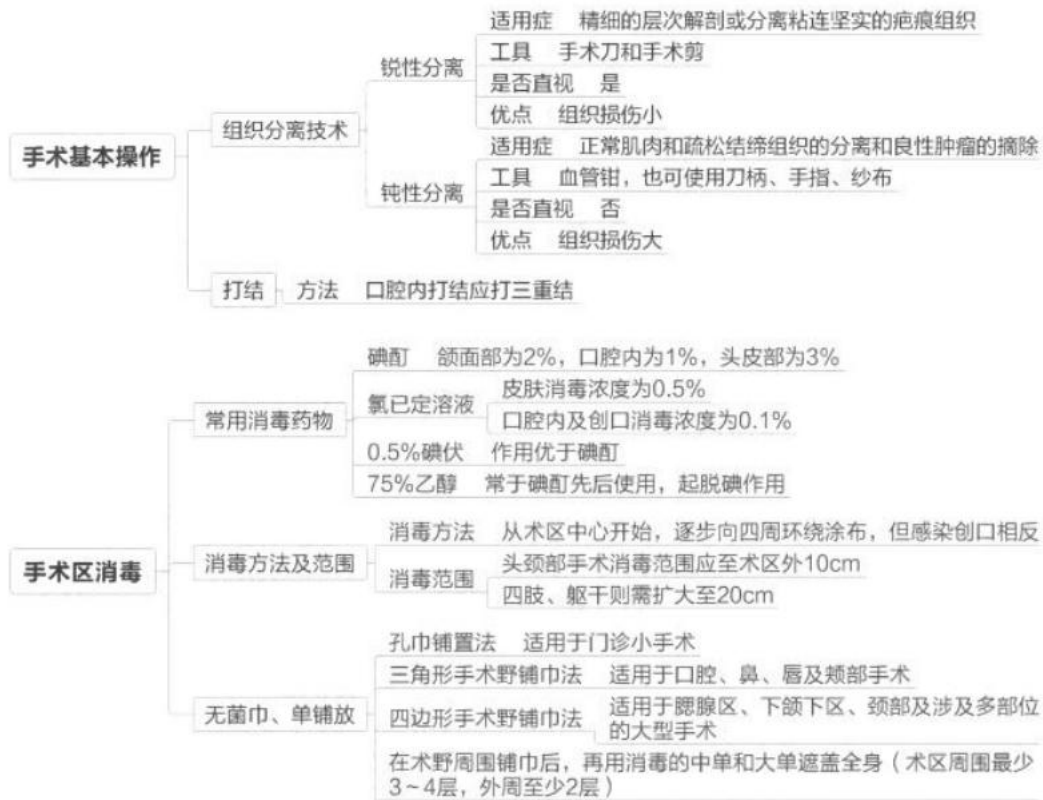 手术基本操作
组织分离技术
锐性分离
适用症 精细的层次解剖或分离粘连坚实的疤痕组织
工具 手术刀和手术剪
是否直视 是
优点 组织损伤小
钝性分离
适用症 正常肌肉和疏松结缔组织的分离和良性肿瘤的摘除
工具 血管钳，也可使用刀柄、手指、纱布
是否直视 否
优点 组织损伤大
打结 方法 口腔内打结应打三重结
手术区消毒
常用消毒药物
碘酊 颌面部为2%，口腔内为1%，头皮部为3%
氯已定溶液
皮肤消毒浓度为0.5%
口腔内及创口消毒浓度为0.1%
0.5%碘伏 作用优于碘酊
75%乙醇 常于碘酊先后使用，起脱碘作用
消毒方法及范围
消毒方法 从术区中心开始，逐步向四周环绕涂布，但感染创口相反
消毒范围
头颈部手术消毒范围应至术区外10cm
四肢、躯干则需扩大至20cm
无菌巾、单铺放
孔巾铺置法 适用于门诊小手术
三角形手术野铺巾法 适用于口腔、鼻、唇及颊部手术
四边形手术野铺巾法 适用于腮腺区、下颌下区、颈部及涉及多部位
的大型手术
在术野周围铺巾后，再用消毒的中单和大单遮盖全身（术区周围最少
3~4层，外周至少2层）